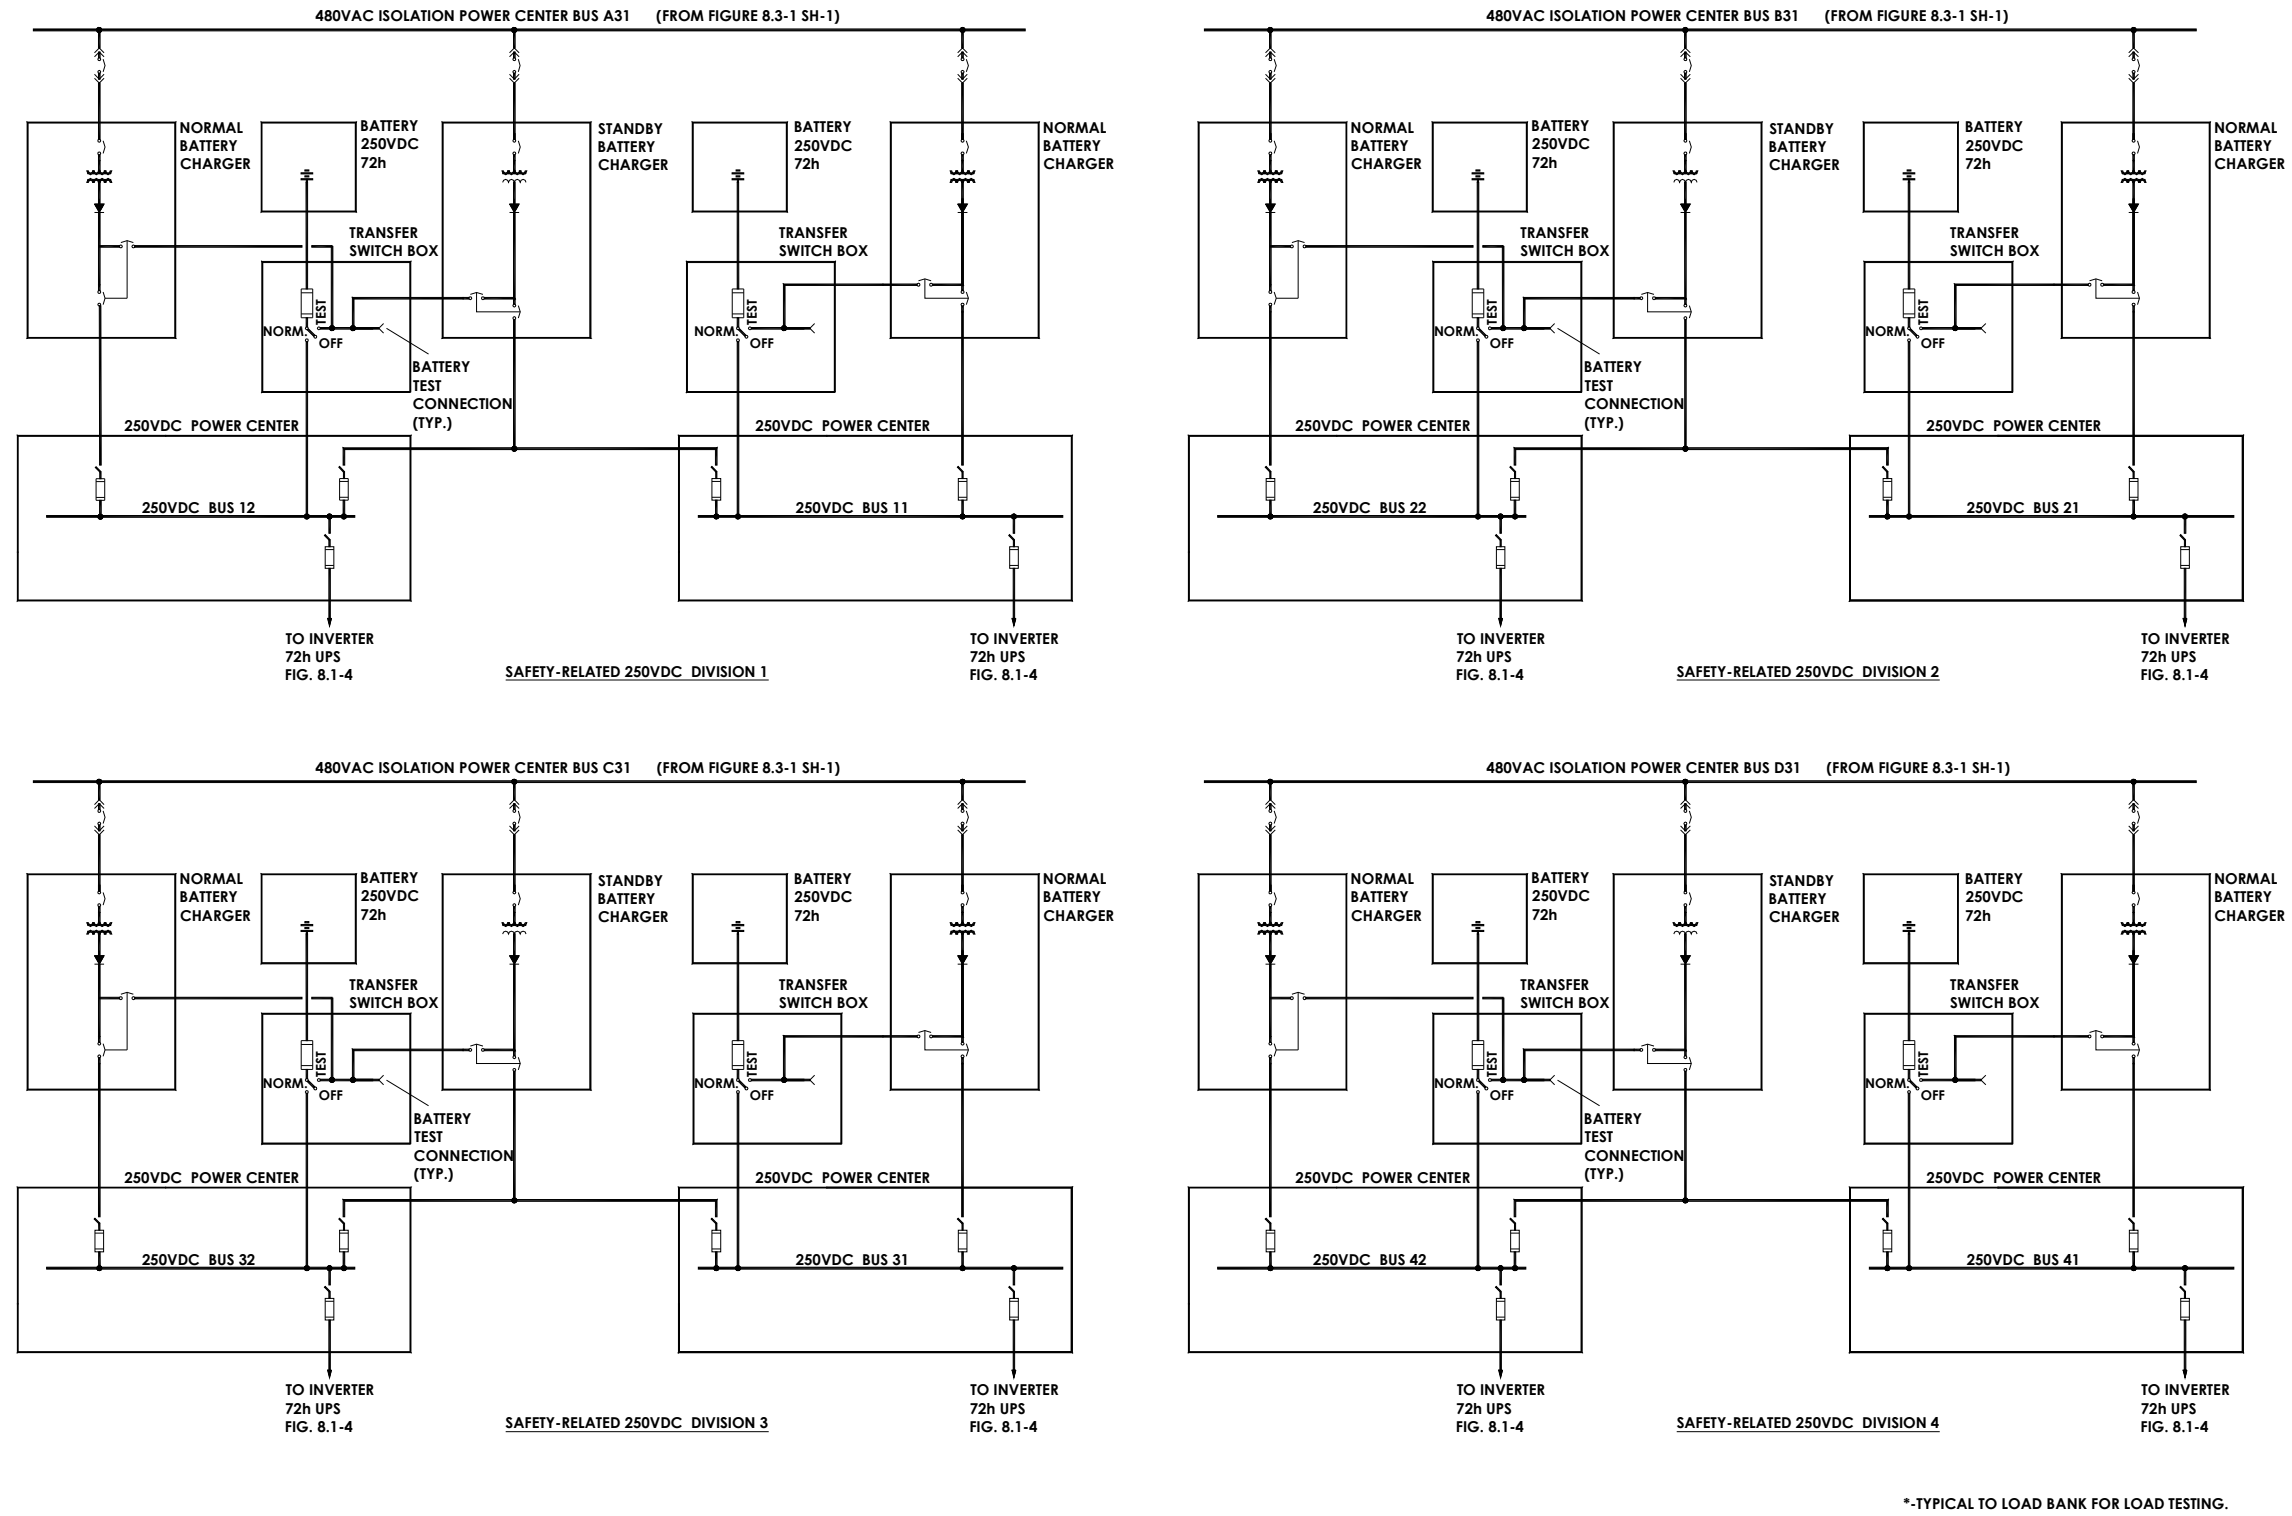 480VAC ISOLATION POWER CENTER BUS A31 (FROM FIGURE 8.3-1 SH-1)
NORMAL
BATTERY
CHARGER
BATTERY
250VDC
72h
STANDBY
BATTERY
CHARGER
BATTERY
250VDC
72h
NORMAL
BATTERY
CHARGER
TRANSFER
SWITCH BOX
TRANSFER
SWITCH BOX
TEST
NORM.
OFF
TEST
NORM.
OFF
BATTERY
TEST
CONNECTION
(TYP.)
250VDC POWER CENTER
250VDC POWER CENTER
250VDC BUS 12
250VDC BUS 11
TO INVERTER
72h UPS
FIG. 8.1-4
SAFETY-RELATED 250VDC DIVISION 1
TO INVERTER
72h UPS
FIG. 8.1-4
480VAC ISOLATION POWER CENTER BUS B31 (FROM FIGURE 8.3-1 SH-1)
NORMAL
BATTERY
CHARGER
BATTERY
250VDC
72h
STANDBY
BATTERY
CHARGER
BATTERY
250VDC
72h
NORMAL
BATTERY
CHARGER
TRANSFER
SWITCH BOX
TRANSFER
SWITCH BOX
TEST
NORM.
OFF
TEST
NORM.
OFF
BATTERY
TEST
CONNECTION
(TYP.)
250VDC POWER CENTER
250VDC POWER CENTER
250VDC BUS 22
250VDC BUS 21
TO INVERTER
72h UPS
FIG. 8.1-4
SAFETY-RELATED 250VDC DIVISION 2
TO INVERTER
72h UPS
FIG. 8.1-4
480VAC ISOLATION POWER CENTER BUS C31 (FROM FIGURE 8.3-1 SH-1)
NORMAL
BATTERY
CHARGER
BATTERY
250VDC
72h
STANDBY
BATTERY
CHARGER
BATTERY
250VDC
72h
NORMAL
BATTERY
CHARGER
TRANSFER
SWITCH BOX
TRANSFER
SWITCH BOX
TEST
NORM.
OFF
TEST
NORM.
OFF
BATTERY
TEST
CONNECTION
(TYP.)
250VDC POWER CENTER
250VDC POWER CENTER
250VDC BUS 32
250VDC BUS 31
TO INVERTER
72h UPS
FIG. 8.1-4
SAFETY-RELATED 250VDC DIVISION 3
TO INVERTER
72h UPS
FIG. 8.1-4
480VAC ISOLATION POWER CENTER BUS D31 (FROM FIGURE 8.3-1 SH-1)
NORMAL
BATTERY
CHARGER
BATTERY
250VDC
72h
STANDBY
BATTERY
CHARGER
BATTERY
250VDC
72h
NORMAL
BATTERY
CHARGER
TRANSFER
SWITCH BOX
TRANSFER
SWITCH BOX
TEST
NORM.
OFF
TEST
NORM.
OFF
BATTERY
TEST
CONNECTION
(TYP.)
250VDC POWER CENTER
250VDC POWER CENTER
250VDC BUS 42
250VDC BUS 41
TO INVERTER
72h UPS
FIG. 8.1-4
SAFETY-RELATED 250VDC DIVISION 4
TO INVERTER
72h UPS
FIG. 8.1-4
*-TYPICAL TO LOAD BANK FOR LOAD TESTING.